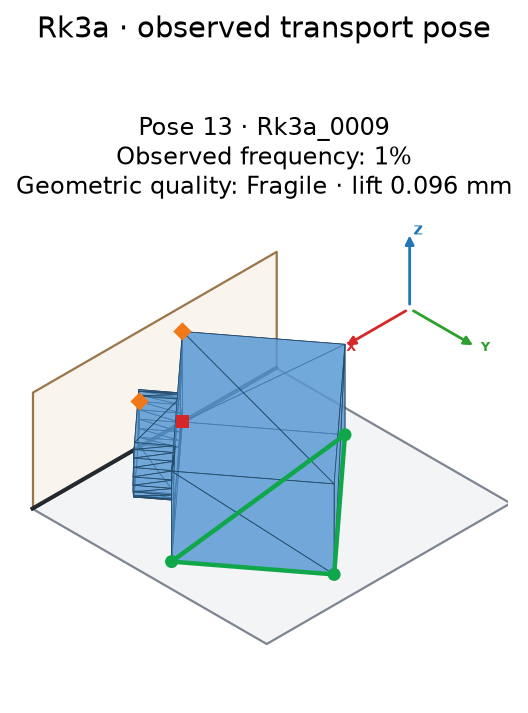 Rk3a · observed transport pose
Pose 13 · Rk3a_0009
Observed frequency: 1%
Geometric quality: Fragile · lift 0.096 mm
Z
X
Y